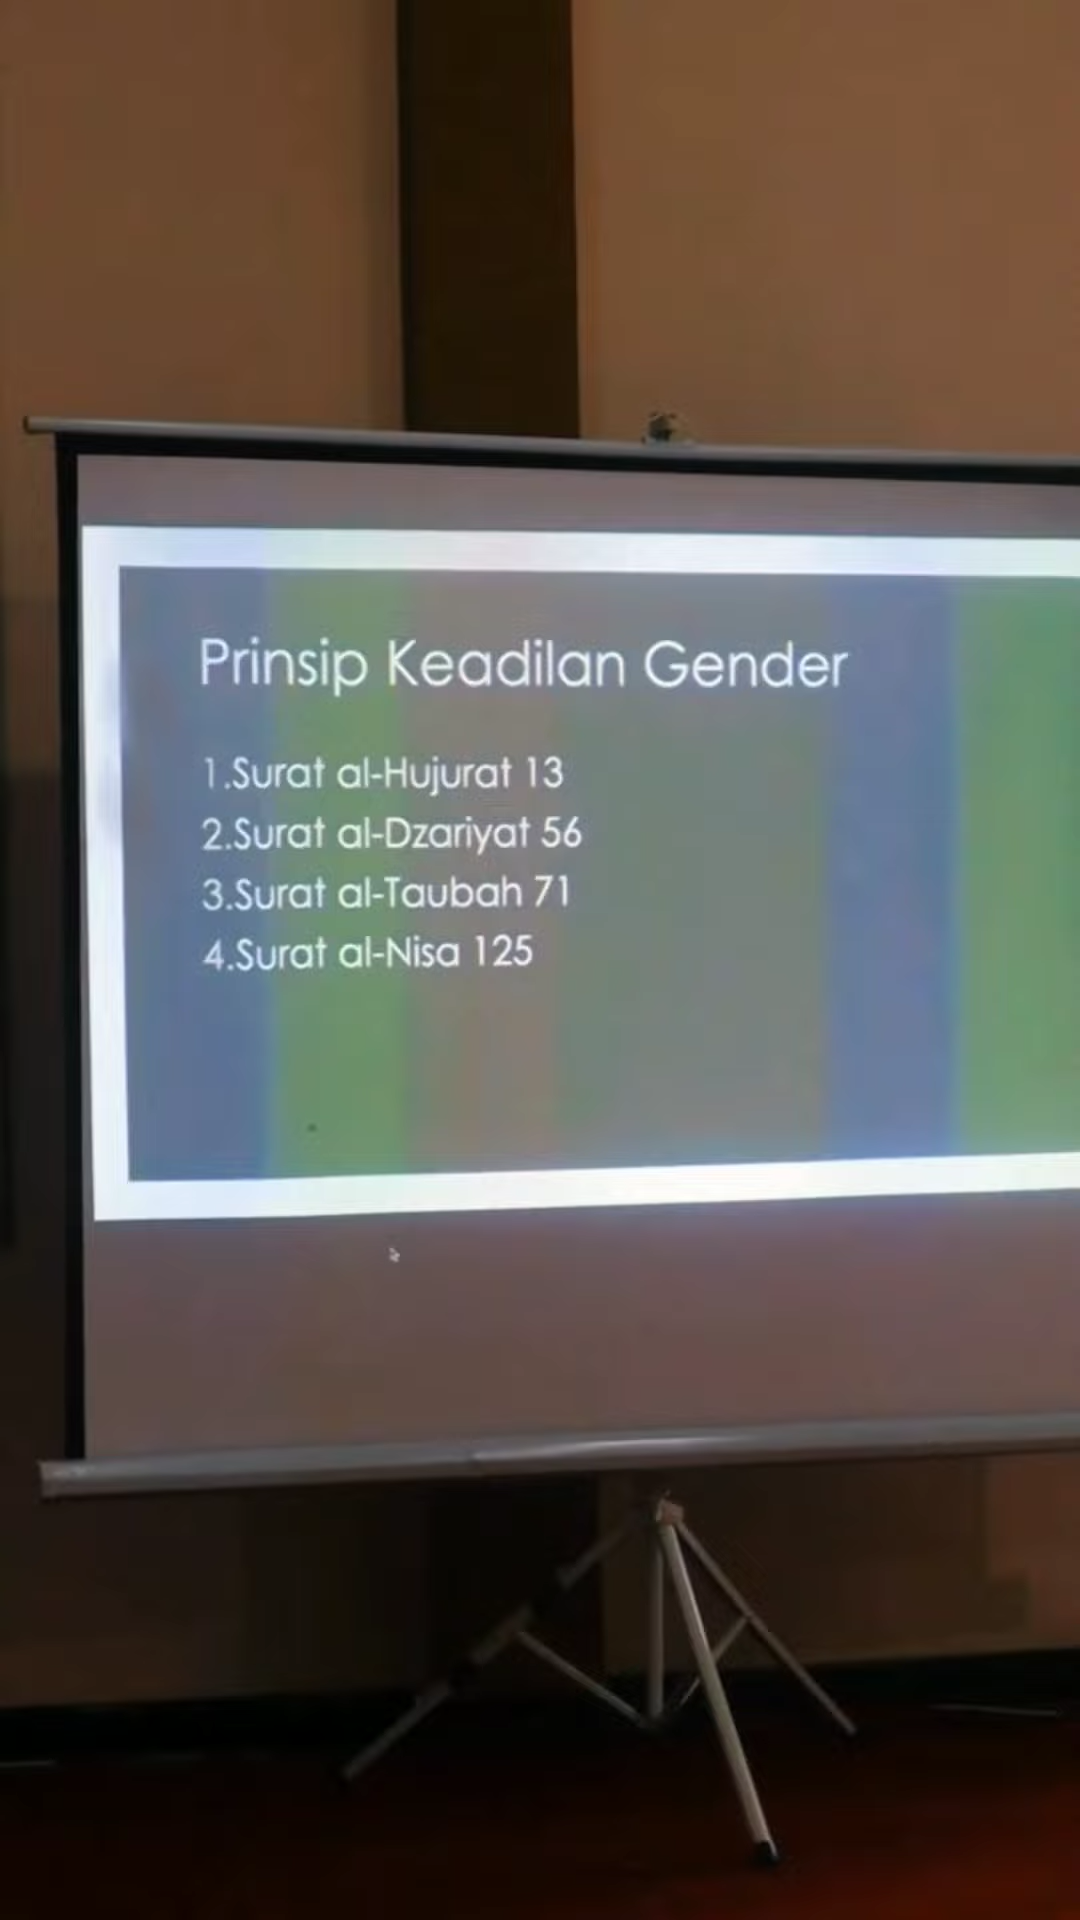 Prinsip Keadilan Gender
1.Surat al-Hujurat 13
2.Surat al-Dzariyat 56
3.Surat al-Taubah 71
4.Surat al-Nisa 125